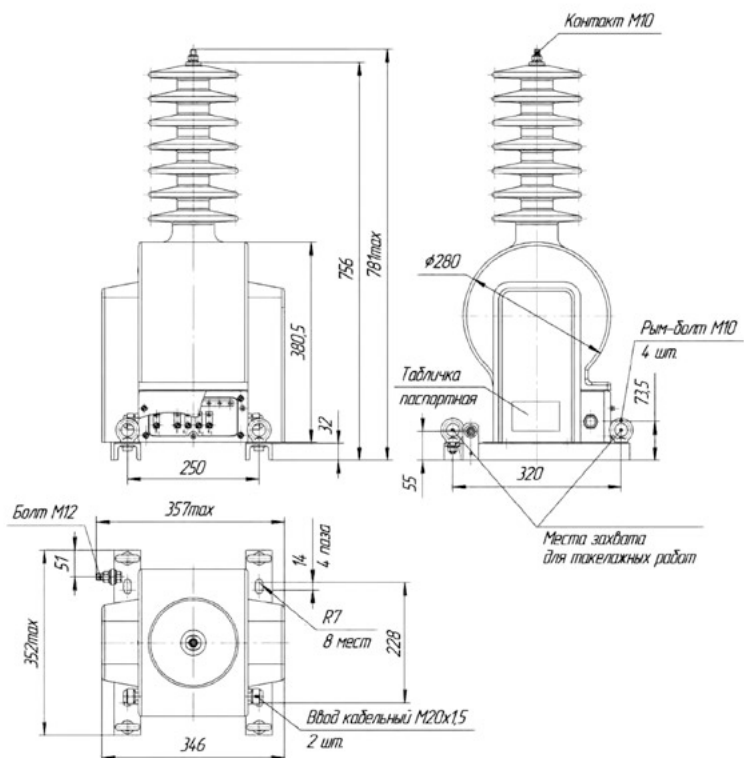 Контакт М10
756
781max
380,5
32
250
⌀280
Рым-болт М10
4 шт.
73,5
Табличка
паспортная
55
320
Места захвата
для такелажных работ
Болт М12
357max
51
14
4 паза
R7
8 мест
228
352max
Ввод кабельный М20х1,5
2 шт.
346